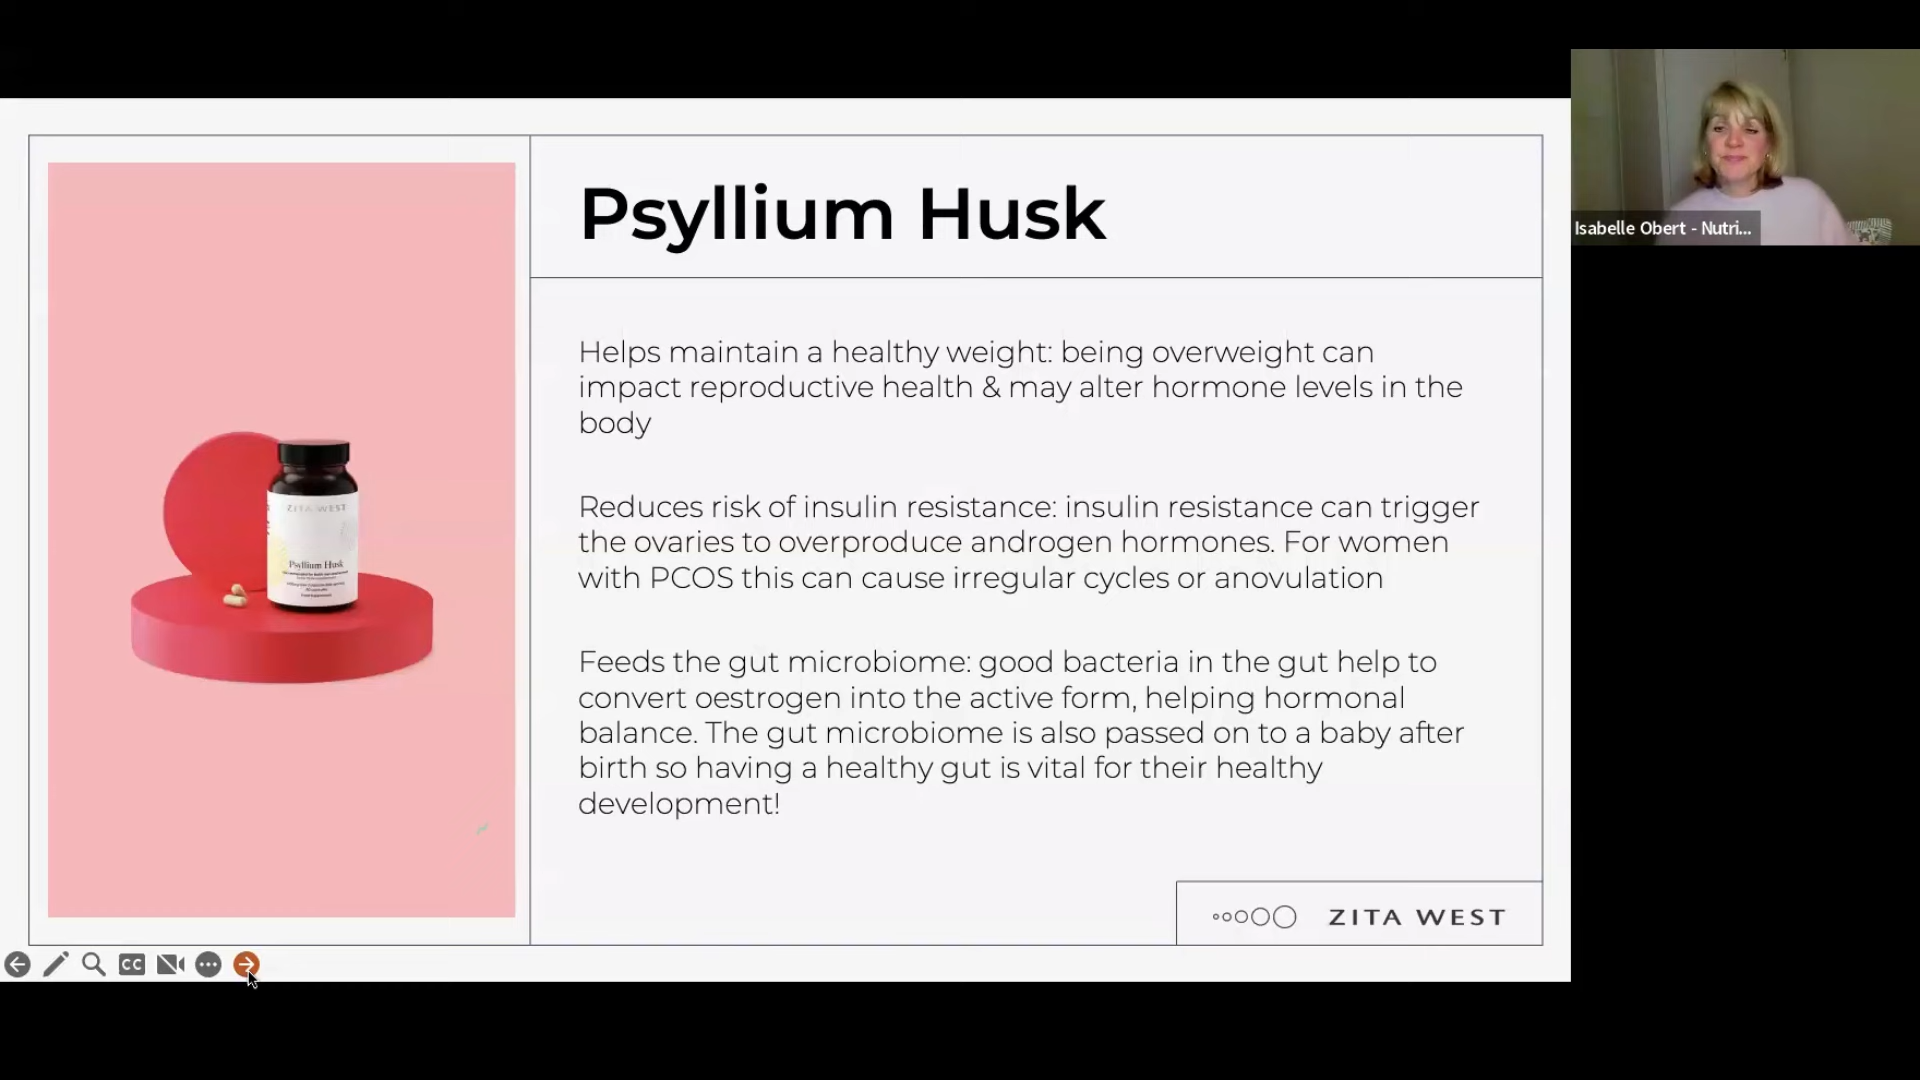 Psyllium Husk
Helps maintain a healthy weight: being overweight can
impact reproductive health & may alter hormone levels in the
body
Reduces risk of insulin resistance: insulin resistance can trigger
the ovaries to overproduce androgen hormones. For women
with PCOS this can cause irregular cycles or anovulation
Feeds the gut microbiome: good bacteria in the gut help to
convert oestrogen into the active form, helping hormonal
balance. The gut microbiome is also passed on to a baby after
birth so having a healthy gut is vital for their healthy
development!
ZITA WEST
ZITA WEST
Psyllium Husk
CC
Isabelle Obert - Nutri...